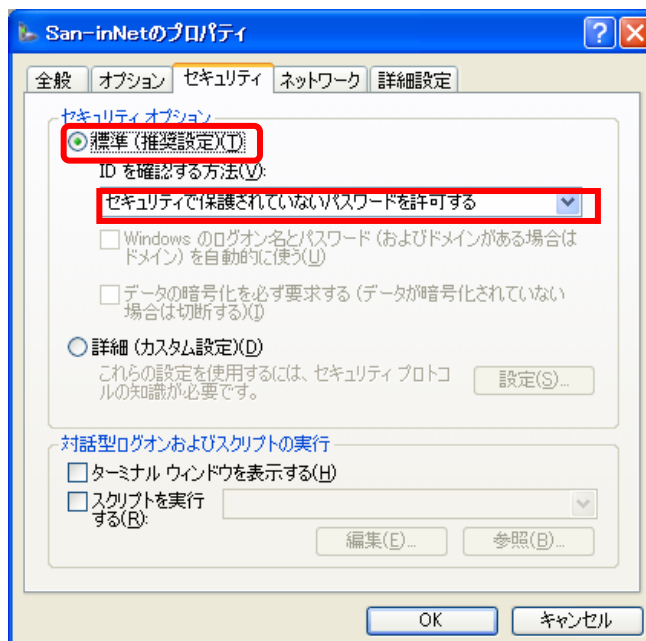 San-inNetのプロパティ
全般 オプション セキュリティ ネットワーク 詳細設定
セキュリティ オプション
標準 (推奨設定)(T)
ID を確認する方法(V):
セキュリティで保護されていないパスワードを許可する
Windows のログオン名とパスワード (およびドメインがある場合は
ドメイン) を自動的に使う(U)
データの暗号化を必ず要求する (データが暗号化されていない
場合は切断する)(I)
詳細 (カスタム設定)(D)
これらの設定を使用するには、セキュリティ プロトコ
ルの知識が必要です。
設定(S)...
対話型ログオンおよびスクリプトの実行
ターミナル ウィンドウを表示する(H)
スクリプトを実行
する(R):
編集(E)... 参照(B)...
OK キャンセル